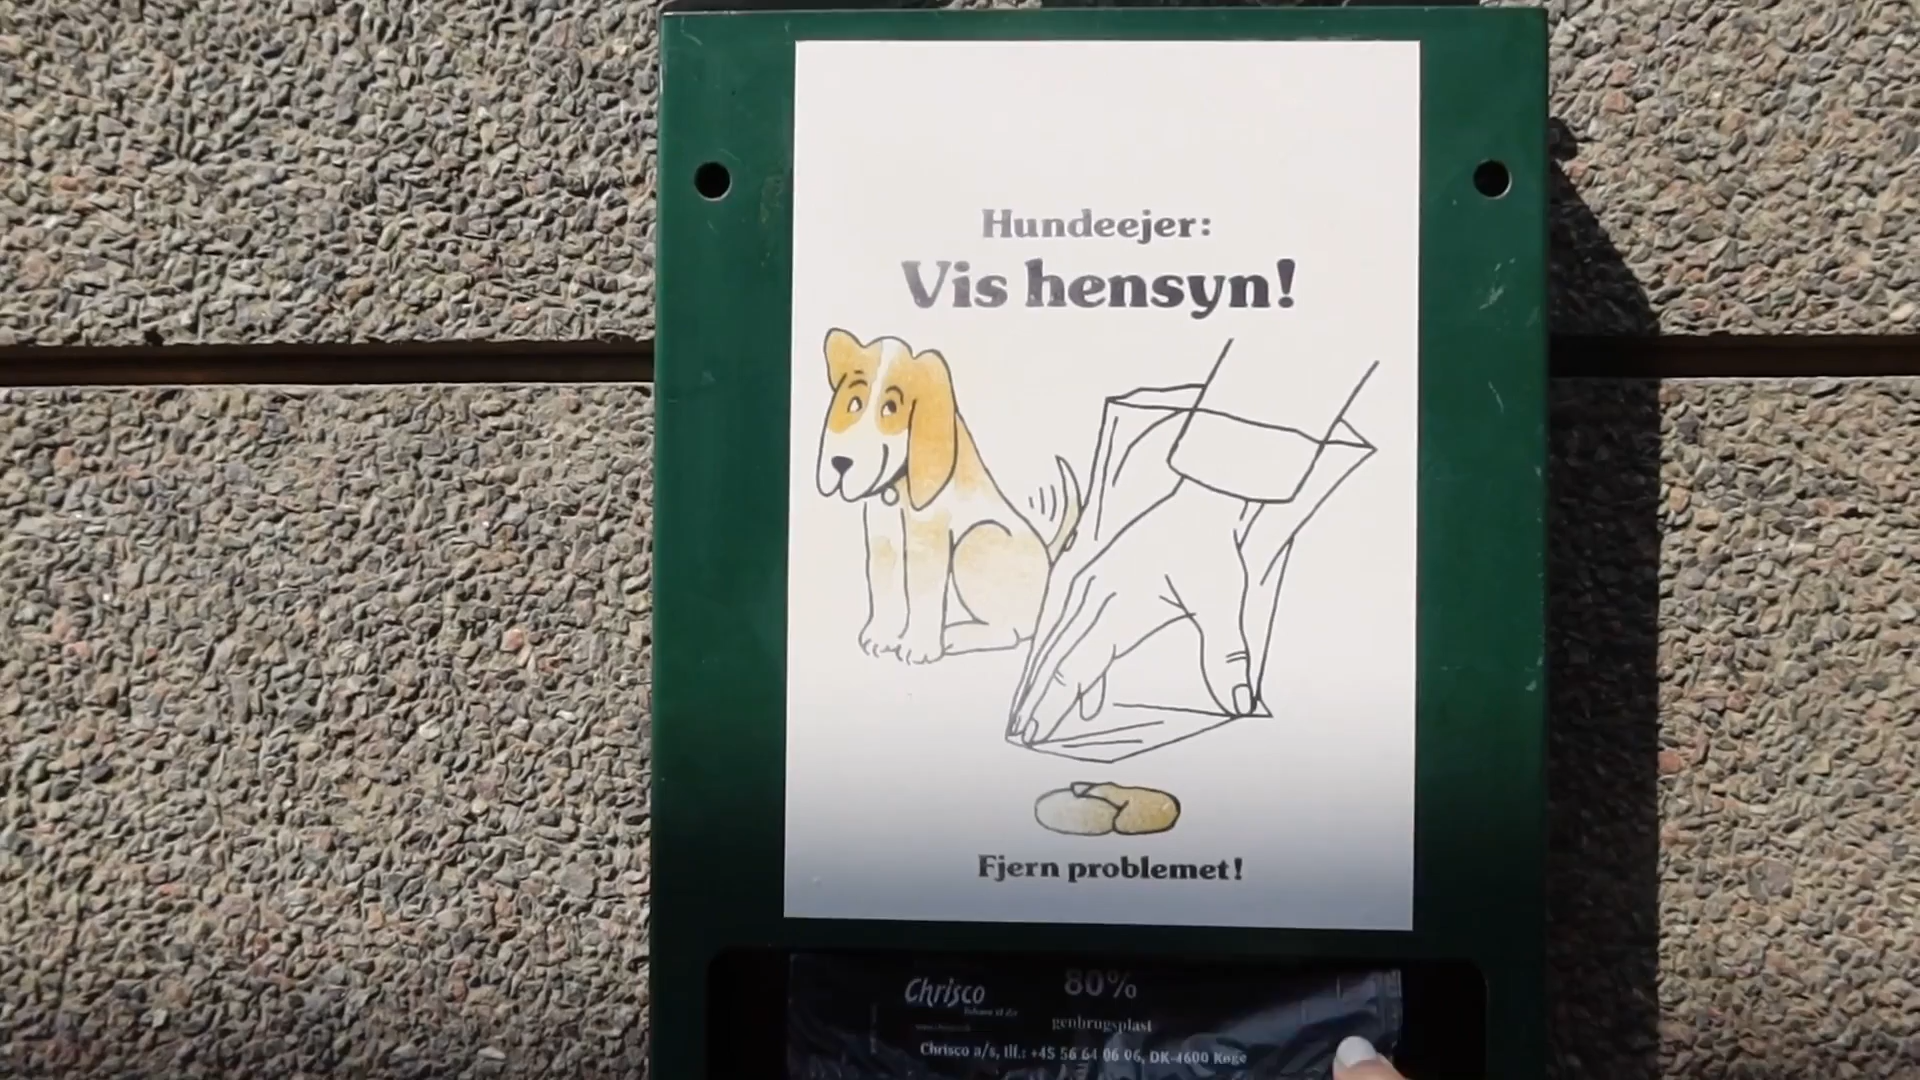 Hundeejer:
Vis hensyn!
Fjern problemet!
Chrisco
80%
genbrugsplast
Chrisco a/s, tlf.: +45 56 64 06 06, DK-4600 Køge